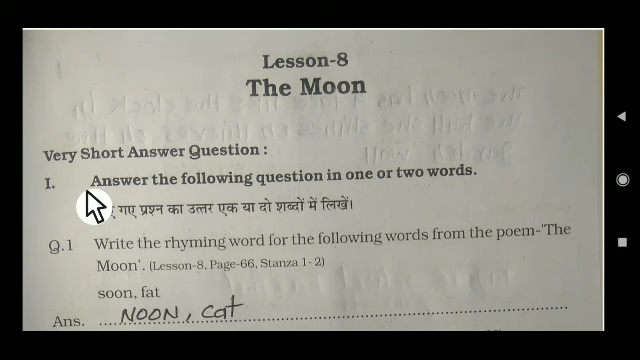 Lesson-8
The Moon
Very Short Answer Question :
I. Answer the following question in one or two words.
गए प्रश्न का उत्तर एक या दो शब्दों में लिखें।
Q.1 Write the rhyming word for the following words from the poem-'The
Moon'. (Lesson-8, Page-66, Stanza 1-2)
soon, fat
Ans. NOON, cat